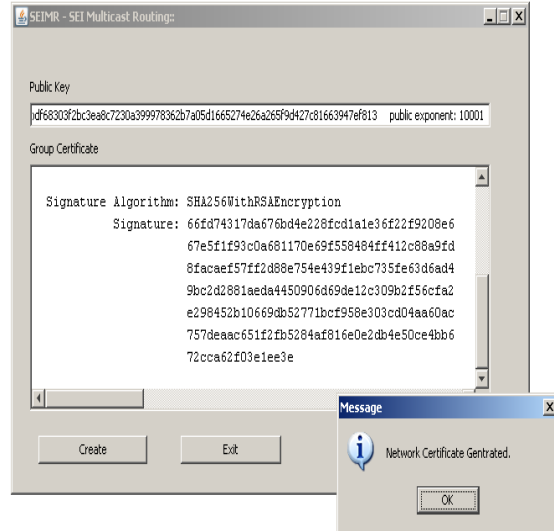 SEIMR - SEI Multicast Routing::
Public Key
df68303f2bc3ea8c7230a399978362b7a05d1665274e26a265f9d427c81663947ef813 public exponent: 10001
Group Certificate
Signature Algorithm: SHA256WithRSAEncryption
Signature: 66fd74317da676bd4e228fcd1a1e36f22f9208e6
67e5f1f93c0a681170e69f558484ff412c88a9fd
8facaef57ff2d88e754e439f1ebc735fe63d6ad4
9bc2d2881aeda4450906d69de12c309b2f56cfa2
e298452b10669db52771bcf958e303cd04aa60ac
757deaac651f2fb5284af816e0e2db4e50ce4bb6
72cca62f03e1ee3e
Create
Exit
Message
Network Certificate Gentrated.
OK